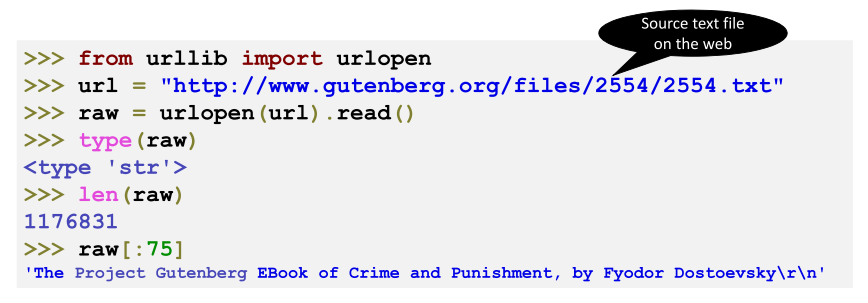 Source text file
on the web
>>> from urllib import urlopen
>>> url = "http://www.gutenberg.org/files/2554/2554.txt"
>>> raw = urlopen(url).read()
>>> type(raw)
<type 'str'>
>>> len(raw)
1176831
>>> raw[:75]
'The Project Gutenberg EBook of Crime and Punishment, by Fyodor Dostoevsky\r\n'